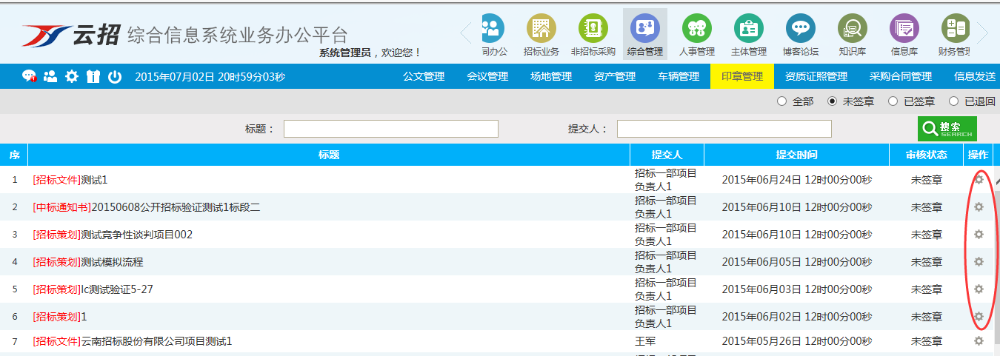 云招 综合信息系统业务办公平台
系统管理员，欢迎您！
司办公 招标业务 非招标采购 综合管理 人事管理 主体管理 博客论坛 知识库 信息库 财务管理
2015年07月02日 20时59分03秒 公文管理 会议管理 场地管理 资产管理 车辆管理 印章管理 资质证照管理 采购合同管理 信息发送
全部 未签章 已签章 已退回
标题： 提交人： 搜索 SEARCH
序 标题 提交人 提交时间 审核状态 操作
1 [招标文件]测试1 招标一部项目负责人1 2015年06月24日 12时00分00秒 未签章
2 [中标通知书]20150608公开招标验证测试1标段二 招标一部项目负责人1 2015年06月10日 12时00分00秒 未签章
3 [招标策划]测试竞争性谈判项目002 招标一部项目负责人1 2015年06月10日 12时00分00秒 未签章
4 [招标策划]测试模拟流程 招标一部项目负责人1 2015年06月05日 12时00分00秒 未签章
5 [招标策划]lc测试验证5-27 招标一部项目负责人1 2015年06月03日 12时00分00秒 未签章
6 [招标策划]1 招标一部项目负责人1 2015年06月02日 12时00分00秒 未签章
7 [招标文件]云南招标股份有限公司项目测试1 王军 2015年05月26日 12时00分00秒 未签章